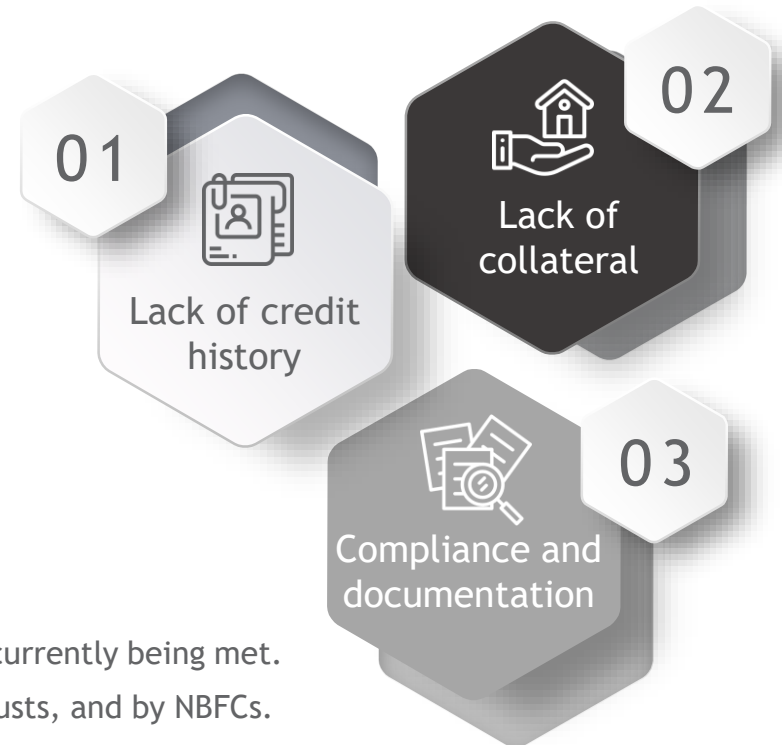 01
Lack of credit
history
02
Lack of
collateral
03
Compliance and
documentation
currently being met.
usts, and by NBFCs.